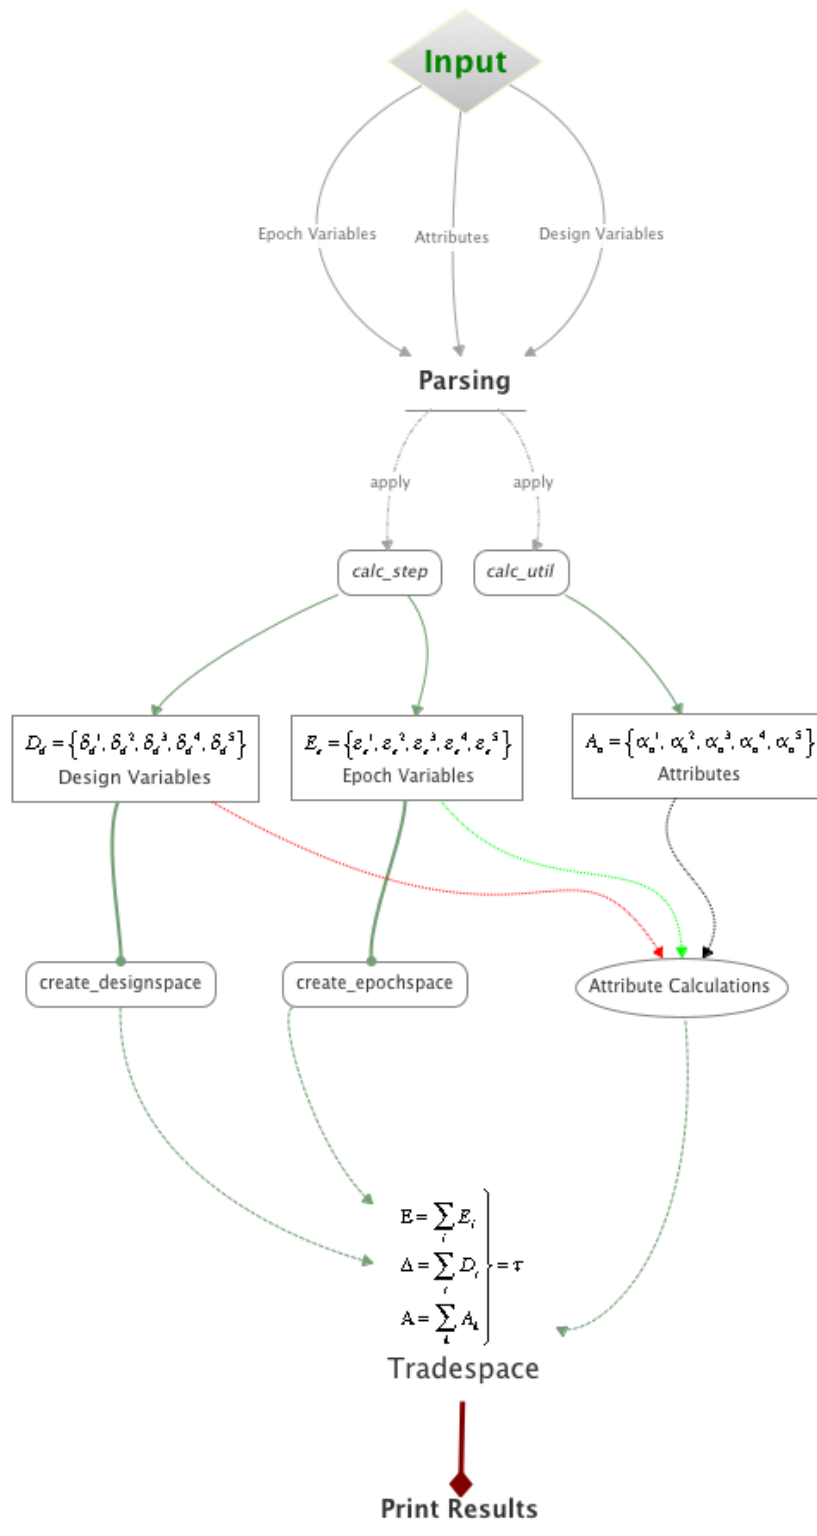 Input
Epoch Variables
Attributes
Design Variables
Parsing
apply
apply
calc_step
calc_util
D_d = {δ_d^1, δ_d^2, δ_d^3, δ_d^4, δ_d^5}
Design Variables
E_e = {ε_e^1, ε_e^2, ε_e^3, ε_e^4, ε_e^5}
Epoch Variables
A_a = {α_a^1, α_a^2, α_a^3, α_a^4, α_a^5}
Attributes
create_designspace
create_epochspace
Attribute Calculations
E = ∑_i E_i
Δ = ∑_i D_i } = τ
A = ∑_k A_k
Tradespace
Print Results